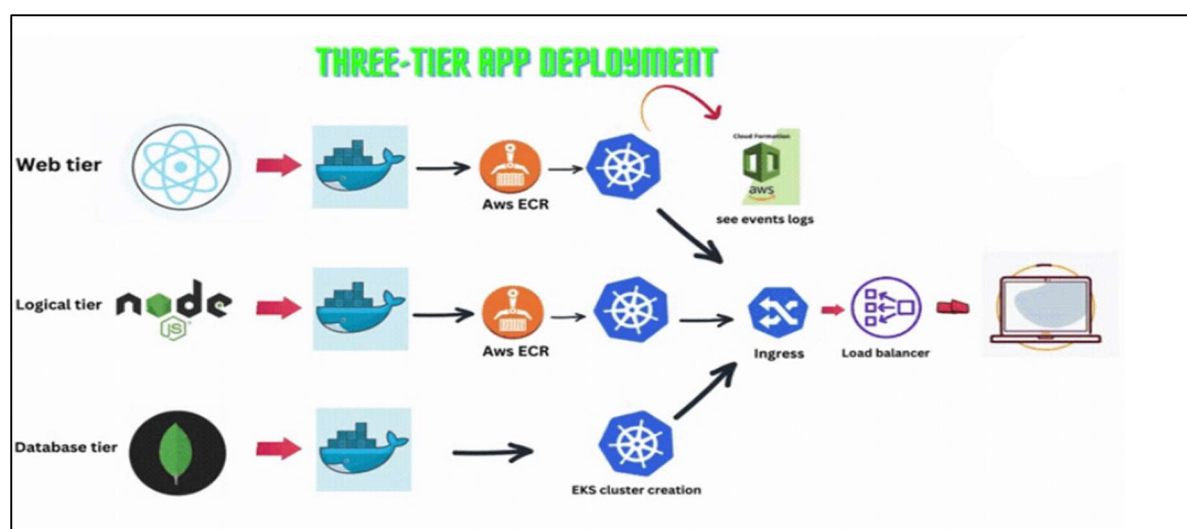 THREE-TIER APP DEPLOYMENT
Web tier
Aws ECR
Cloud Formation
aws
see events logs
Logical tier
node
JS
Aws ECR
Ingress
Load balancer
Database tier
EKS cluster creation